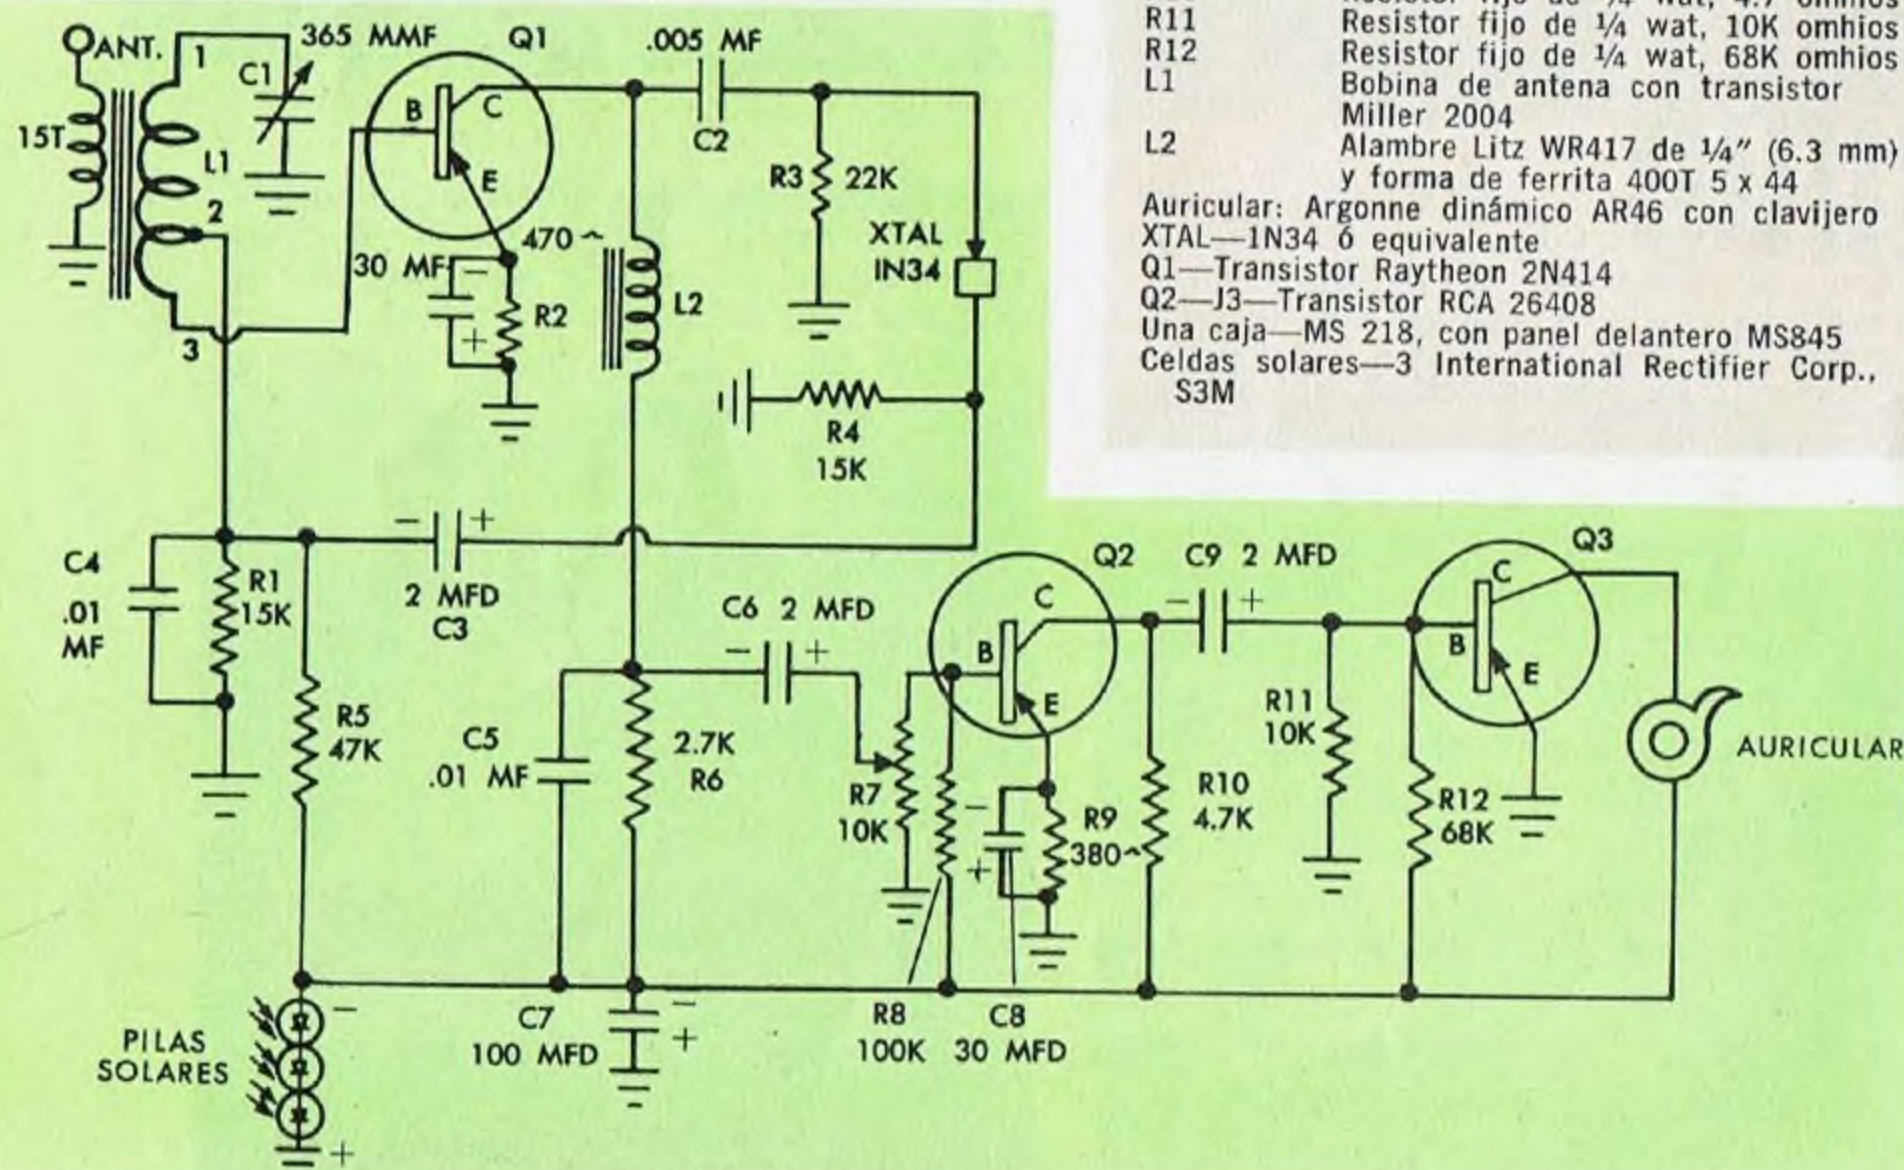 R11 Resistor fijo de ¼ wat, 10K omhios
R12 Resistor fijo de ¼ wat, 68K omhios
L1 Bobina de antena con transistor
Miller 2004
L2 Alambre Litz WR417 de ¼" (6.3 mm)
y forma de ferrita 400T 5 x 44
Auricular: Argonne dinámico AR46 con clavijero
XTAL—1N34 ó equivalente
Q1—Transistor Raytheon 2N414
Q2—J3—Transistor RCA 26408
Una caja—MS 218, con panel delantero MS845
Celdas solares—3 International Rectifier Corp.,
S3M
ANT.
1
C1
365 MMF
Q1
.005 MF
C2
15T
L1
2
3
B
C
E
470~
30 MF
-
+
R2
L2
R3 22K
XTAL
IN34
R4
15K
C4
.01
MF
R1
15K
- +
2 MFD
C3
R5
47K
C5
.01 MF
C6 2 MFD
- +
2.7K
R6
R7
10K
Q2
B
C
E
-
+
R9
380~
C9 2 MFD
- +
R10
4.7K
R11
10K
Q3
B
C
E
R12
68K
AURICULAR
PILAS
SOLARES
-
+
C7
100 MFD
-
+
R8
100K
C8
30 MFD